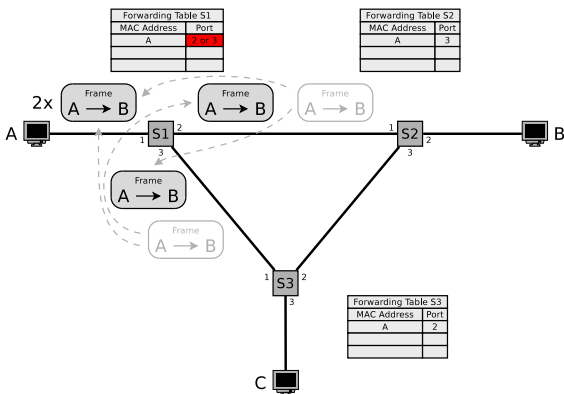 Forwarding Table S1
MAC Address Port
A 2 or 3
Forwarding Table S2
MAC Address Port
A 3
2x
Frame
A → B
Frame
A → B
Frame
A → B
A
1
S1
2
3
1
S2
2
3
B
Frame
A → B
Frame
A → B
1
S3
2
3
Forwarding Table S3
MAC Address Port
A 2
C